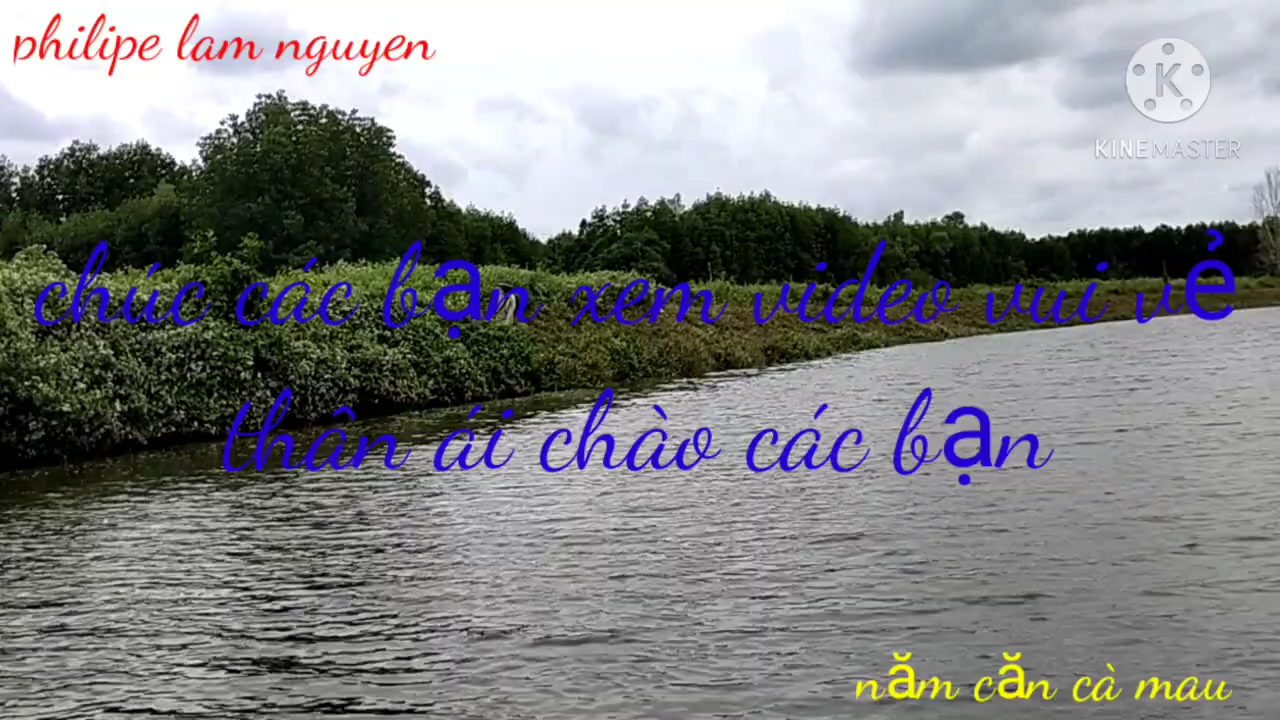 philipe lam nguyen
KINEMASTER
chúc các bạn xem video vui vẻ
thân ái chào các bạn
năm căn cà mau